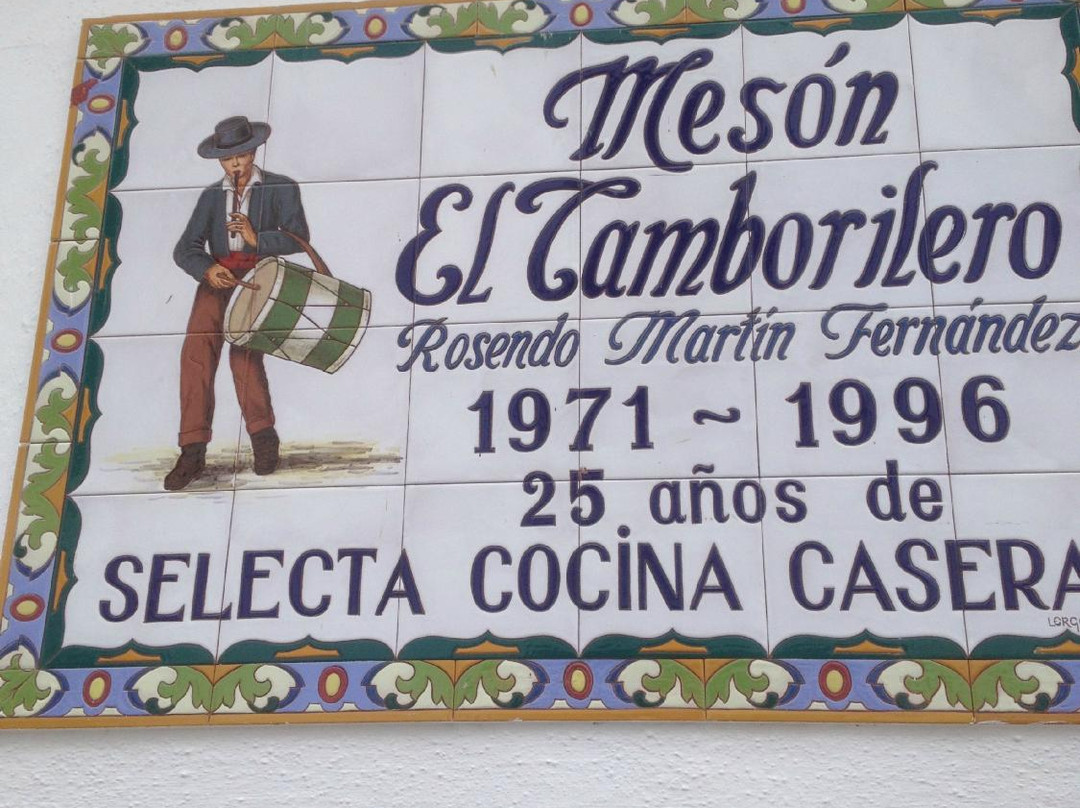 Mesón
El Tamborilero
Rosendo Martín Fernández
1971 ~ 1996
25 años de
SELECTA COCINA CASERA